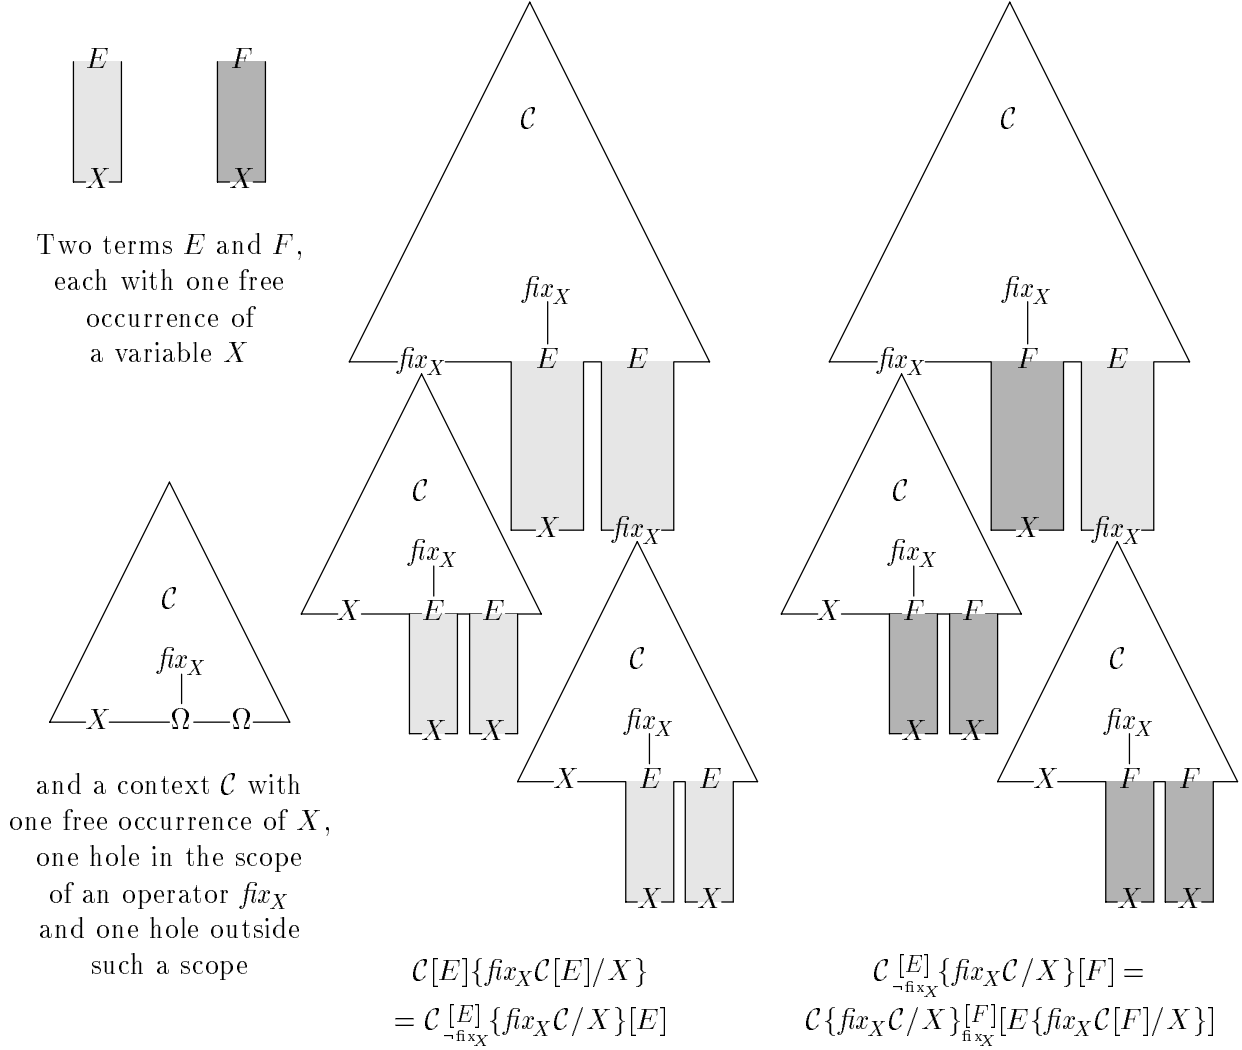 E
F
X
X
Two terms E and F,
each with one free
occurrence of
a variable X
C
fix_X
X
Ω
Ω
and a context C with
one free occurrence of X,
one hole in the scope
of an operator fix_X
and one hole outside
such a scope
C
fix_X
fix_X
E
E
C
X
fix_X
fix_X
X
E
E
C
X
X
fix_X
X
E
E
X
X
C[E]{fix_X C[E]/X}
= C [E]_{¬fix_X} {fix_X C/X}[E]
C
fix_X
fix_X
F
E
C
X
fix_X
fix_X
X
F
F
C
X
X
fix_X
X
F
F
X
X
C [E]_{¬fix_X} {fix_X C/X}[F] =
C{fix_X C/X} [F]_{fix_X} [E{fix_X C[F]/X}]